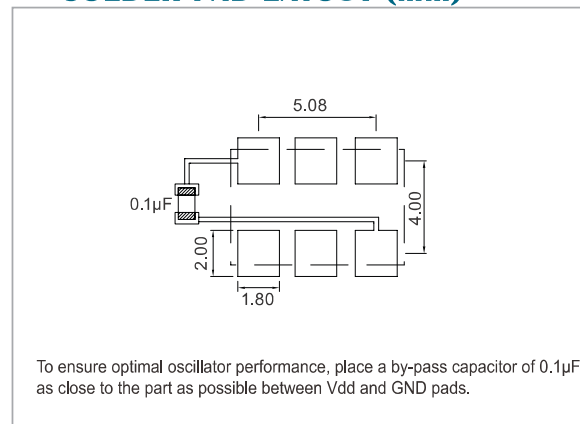 5.08
0.1µF
4.00
2.00
1.80
To ensure optimal oscillator performance, place a by-pass capacitor of 0.1µF
as close to the part as possible between Vdd and GND pads.